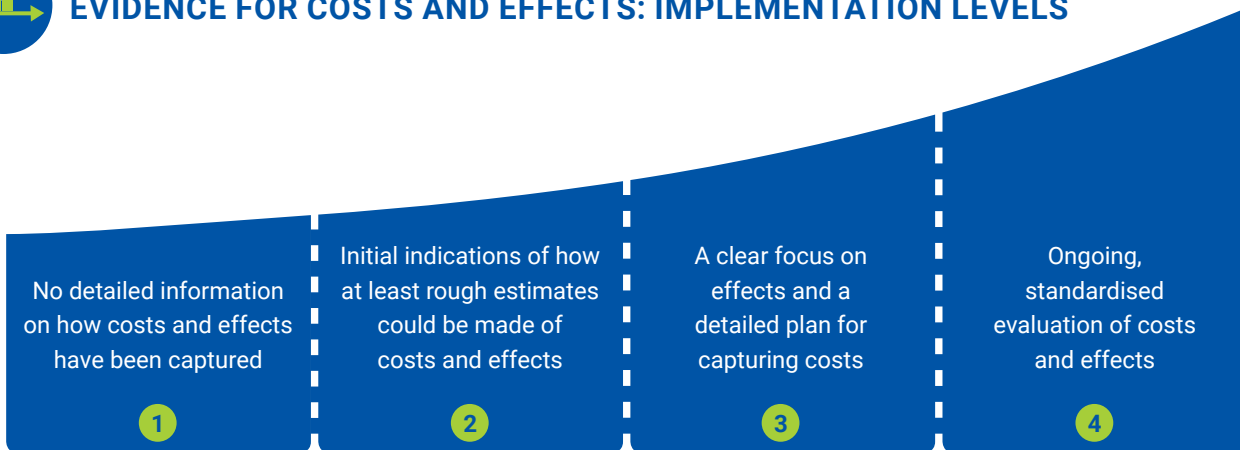 EVIDENCE FOR COSTS AND EFFECTS: IMPLEMENTATION LEVELS
No detailed information
on how costs and effects
have been captured
1
Initial indications of how
at least rough estimates
could be made of
costs and effects
2
A clear focus on
effects and a
detailed plan for
capturing costs
3
Ongoing,
standardised
evaluation of costs
and effects
4